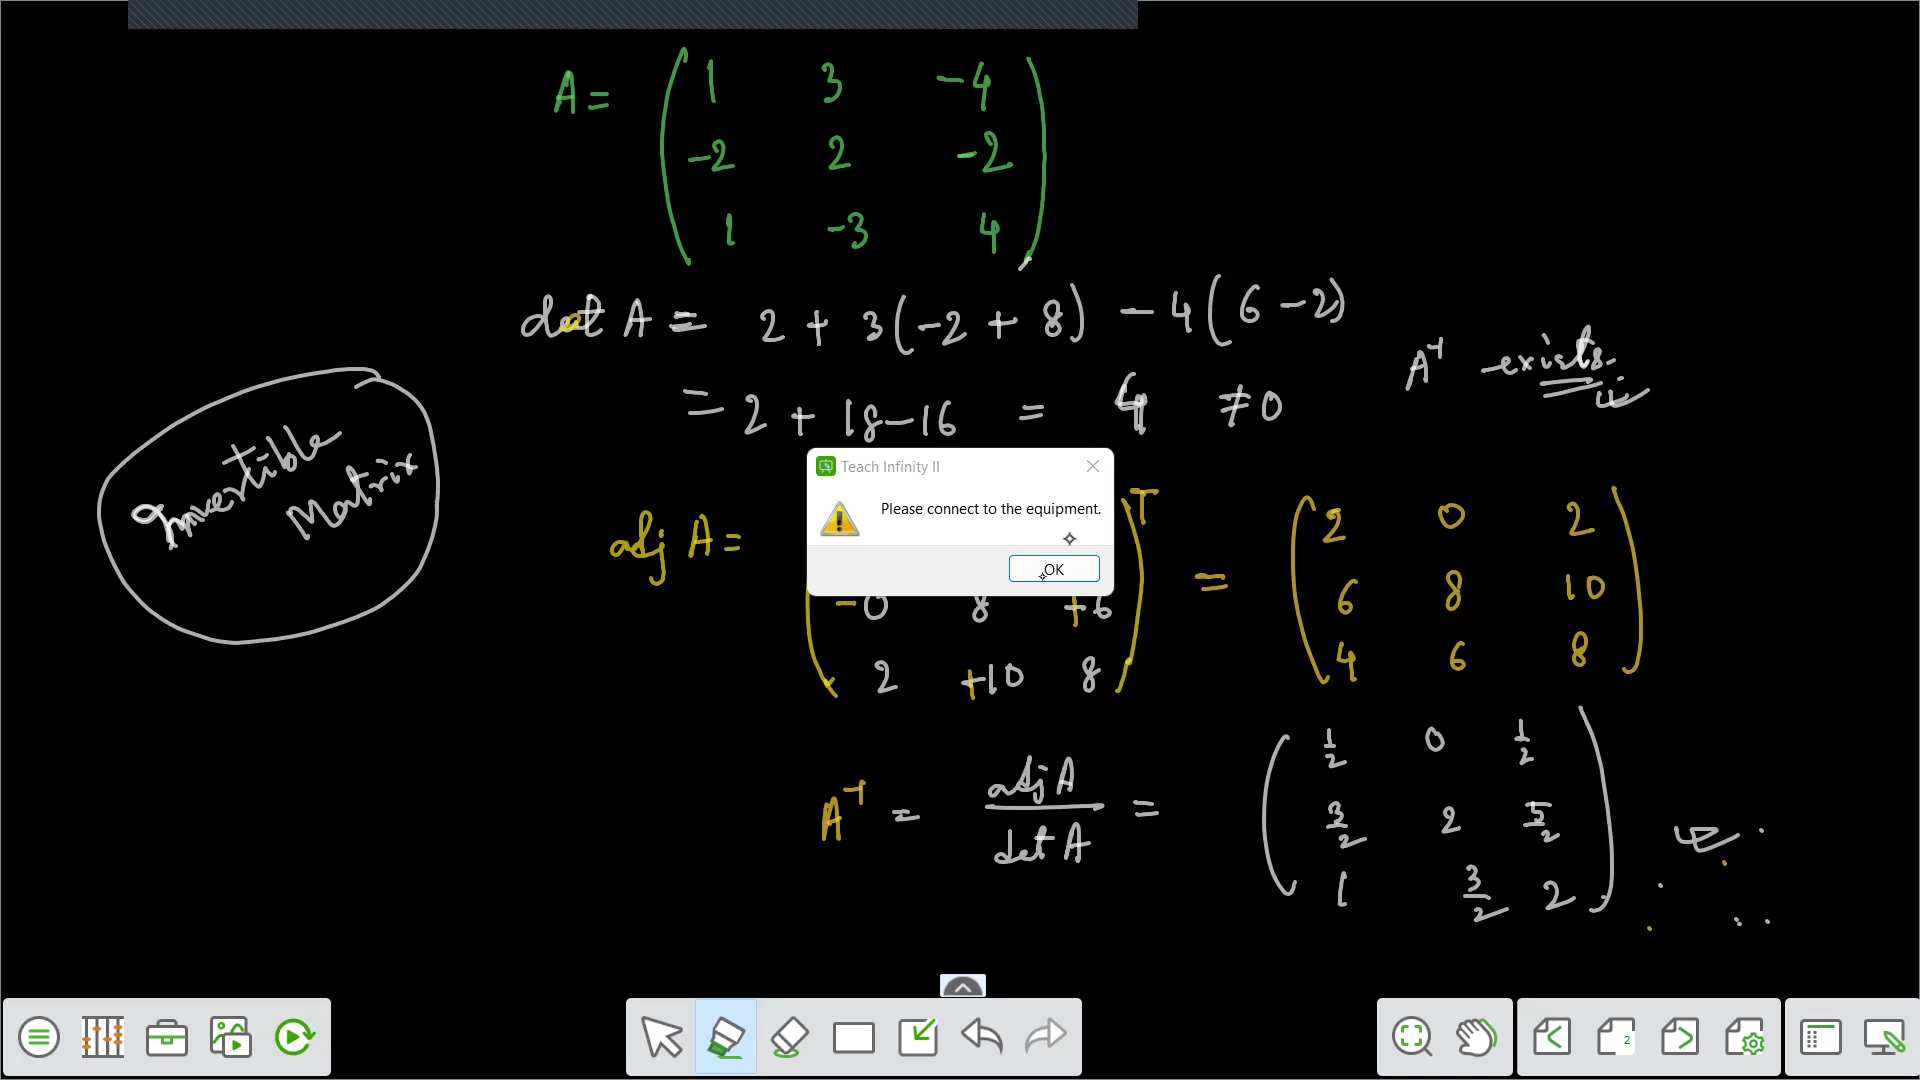 A = ( 1 3 -4
-2 2 -2
1 -3 4 )
det A = 2 + 3(-2 + 8) - 4(6 - 2)
= 2 + 18 - 16 = 4 ≠ 0
A⁻¹ exists.
Invertible
Matrix
Teach Infinity II
Please connect to the equipment.
OK
adj A = ( )ᵀ = ( 2 0 2
-0 8 +6
6 8 10
2 +10 8
4 6 8 )
A⁻¹ = adj A / det A = ( 1/2 0 1/2
3/2 2 5/2
1 3/2 2 )
2